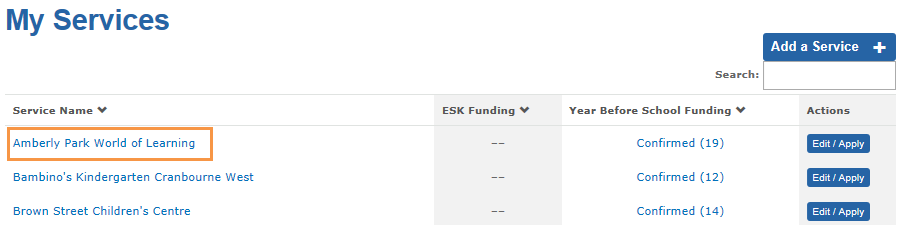 My Services
Add a Service +
Search:
Service Name ESK Funding Year Before School Funding Actions
Amberly Park World of Learning -- Confirmed (19) Edit / Apply
Bambino's Kindergarten Cranbourne West -- Confirmed (12) Edit / Apply
Brown Street Children's Centre -- Confirmed (14) Edit / Apply